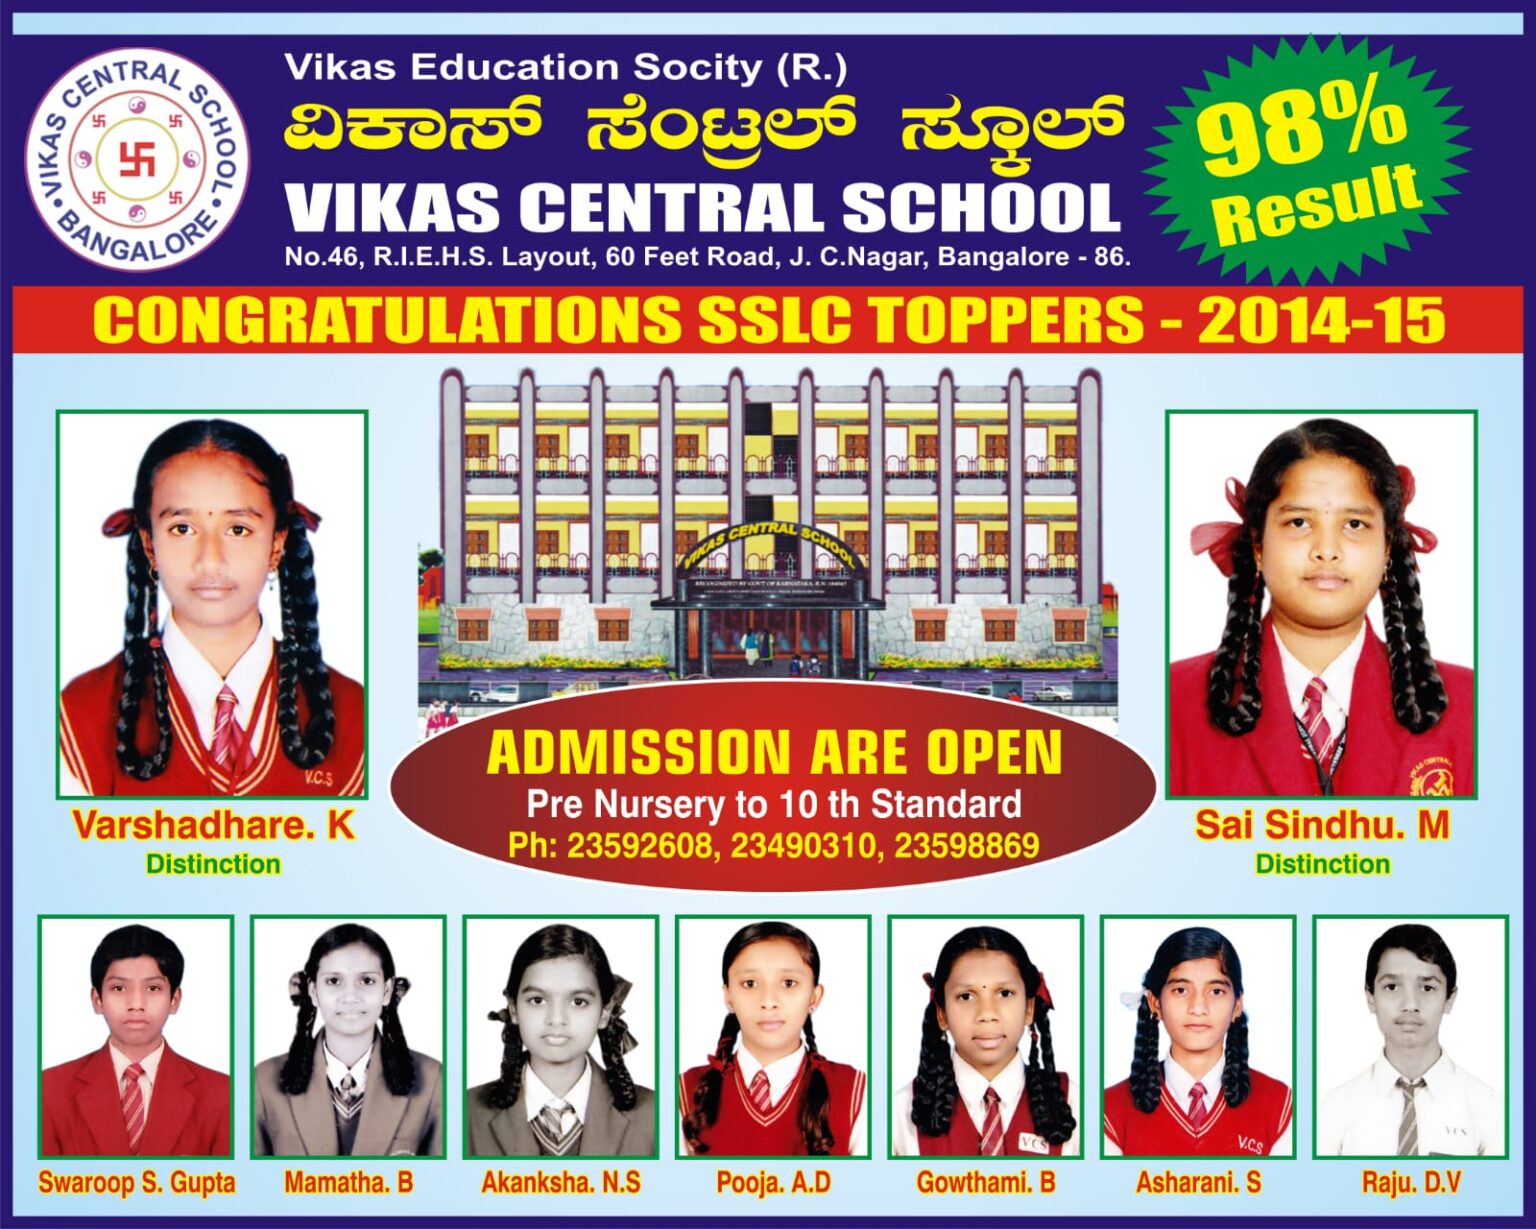 VIKAS CENTRAL SCHOOL
• BANGALORE •
Vikas Education Socity (R.)
ವಿಕಾಸ್ ಸೆಂಟ್ರಲ್ ಸ್ಕೂಲ್
VIKAS CENTRAL SCHOOL
No.46, R.I.E.H.S. Layout, 60 Feet Road, J. C.Nagar, Bangalore - 86.
98%
Result
CONGRATULATIONS SSLC TOPPERS - 2014-15
VIKAS CENTRAL SCHOOL
V.C.S
Varshadhare. K
Distinction
ADMISSION ARE OPEN
Pre Nursery to 10 th Standard
Ph: 23592608, 23490310, 23598869
Sai Sindhu. M
Distinction
VCS
V.C.S
VCS
Swaroop S. Gupta
Mamatha. B
Akanksha. N.S
Pooja. A.D
Gowthami. B
Asharani. S
Raju. D.V